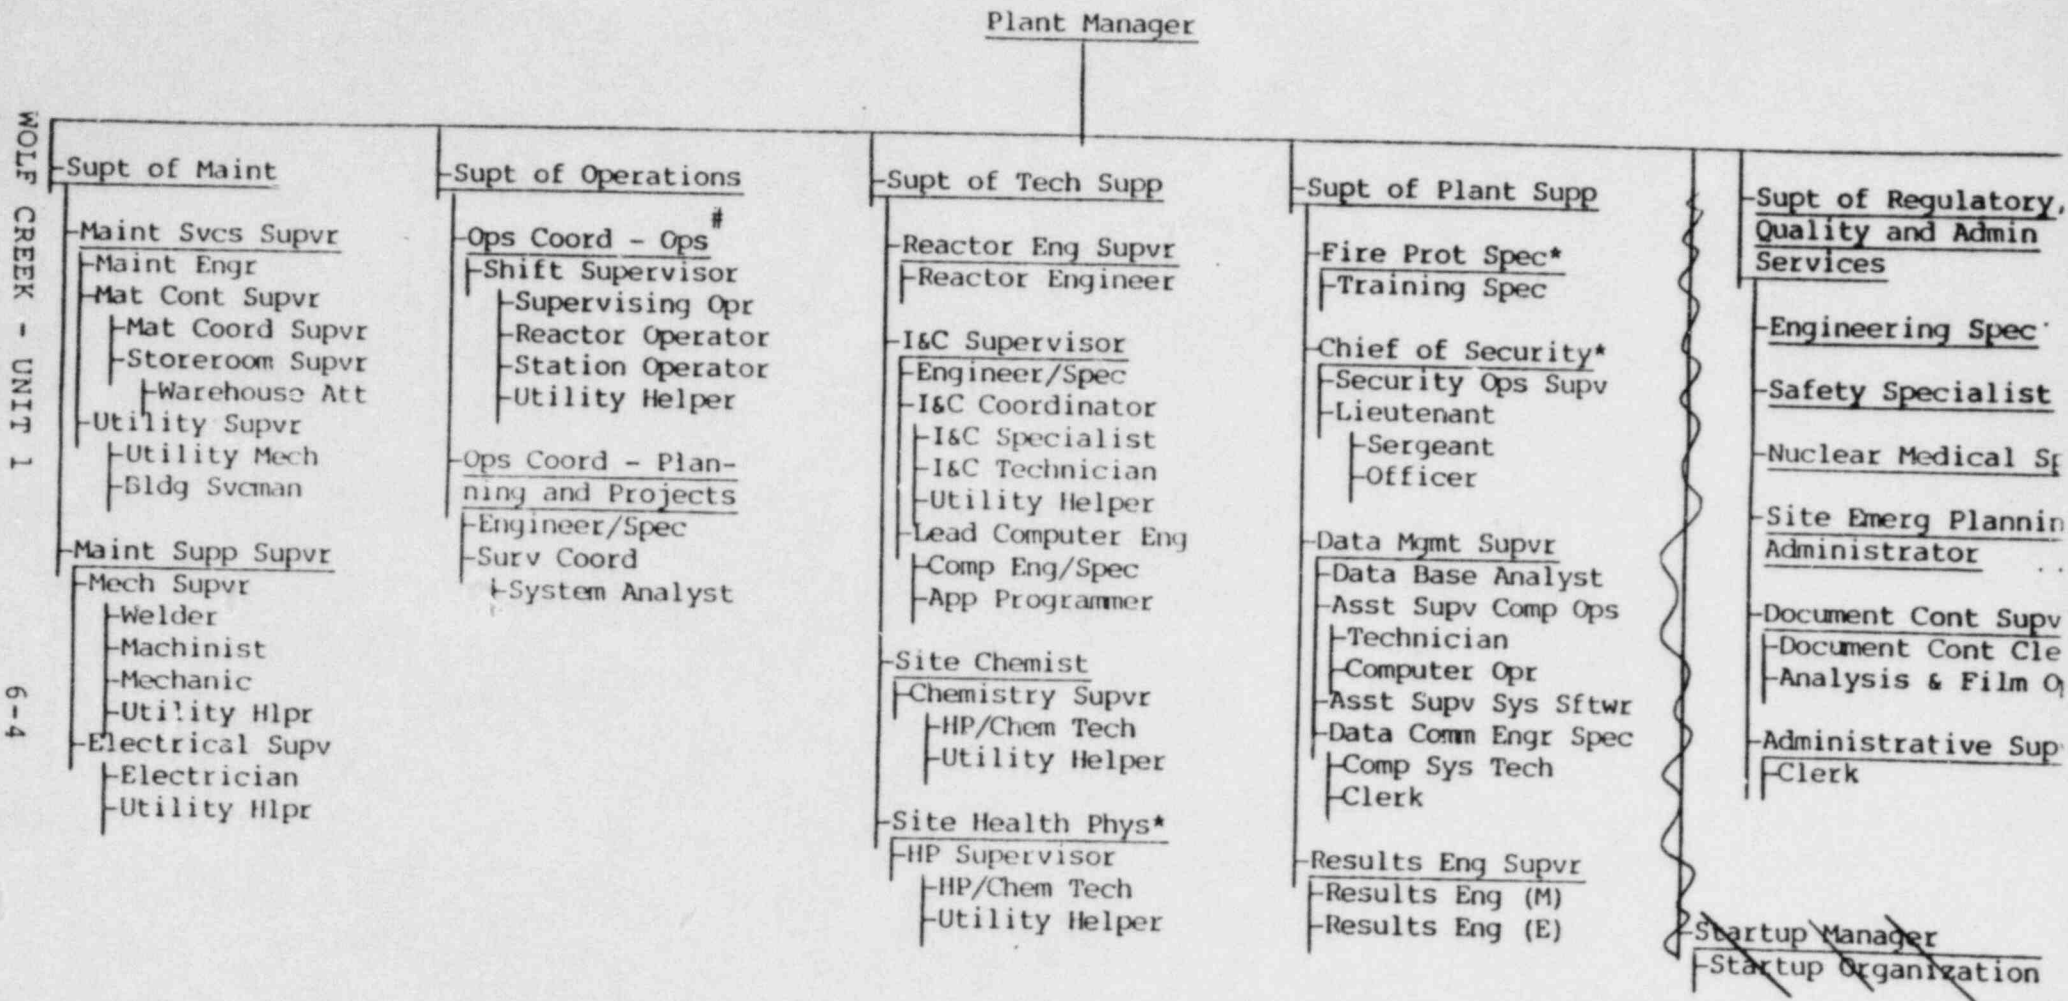 Plant Manager
WOLF CREEK - UNIT 1
6-4
Supt of Maint
Maint Svcs Supvr
Maint Engr
Mat Cont Supvr
Mat Coord Supvr
Storeroom Supvr
Warehouse Att
Utility Supvr
Utility Mech
Bldg Svcman
Maint Supp Supvr
Mech Supvr
Welder
Machinist
Mechanic
Utility Hlpr
Electrical Supv
Electrician
Utility Hlpr
Supt of Operations
Ops Coord - Ops #
Shift Supervisor
Supervising Opr
Reactor Operator
Station Operator
Utility Helper
Ops Coord - Plan-
ning and Projects
Engineer/Spec
Surv Coord
System Analyst
Supt of Tech Supp
Reactor Eng Supvr
Reactor Engineer
I&C Supervisor
Engineer/Spec
I&C Coordinator
I&C Specialist
I&C Technician
Utility Helper
Lead Computer Eng
Comp Eng/Spec
App Programmer
Site Chemist
Chemistry Supvr
HP/Chem Tech
Utility Helper
Site Health Phys*
HP Supervisor
HP/Chem Tech
Utility Helper
Supt of Plant Supp
Fire Prot Spec*
Training Spec
Chief of Security*
Security Ops Supv
Lieutenant
Sergeant
Officer
Data Mgmt Supvr
Data Base Analyst
Asst Supv Comp Ops
Technician
Computer Opr
Asst Supv Sys Sftwr
Data Comm Engr Spec
Comp Sys Tech
Clerk
Results Eng Supvr
Results Eng (M)
Results Eng (E)
Supt of Regulatory,
Quality and Admin
Services
Engineering Spec
Safety Specialist
Nuclear Medical
Site Emerg Plannin
Administrator
Document Cont Supv
Document Cont Cle
Analysis & Film
Administrative Sup
Clerk
Startup Manager
Startup Organization